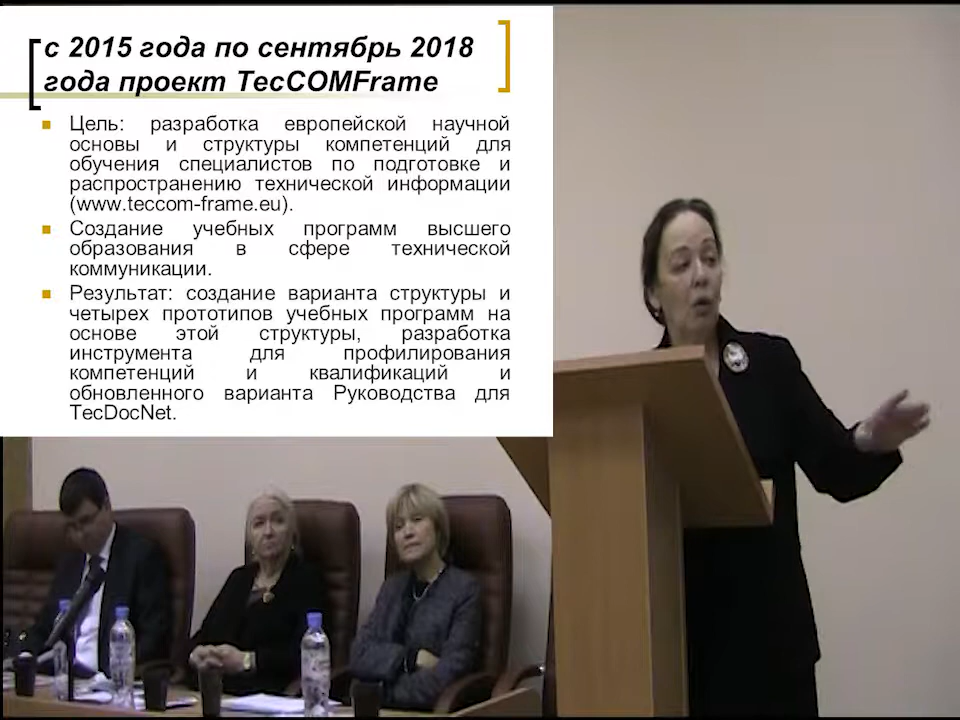 с 2015 года по сентябрь 2018
года проект TecCOMFrame
Цель: разработка европейской научной
основы и структуры компетенций для
обучения специалистов по подготовке и
распространению технической информации
(www.teccom-frame.eu).
Создание учебных программ высшего
образования в сфере технической
коммуникации.
Результат: создание варианта структуры и
четырех прототипов учебных программ на
основе этой структуры, разработка
инструмента для профилирования
компетенций и квалификаций и
обновленного варианта Руководства для
TecDocNet.